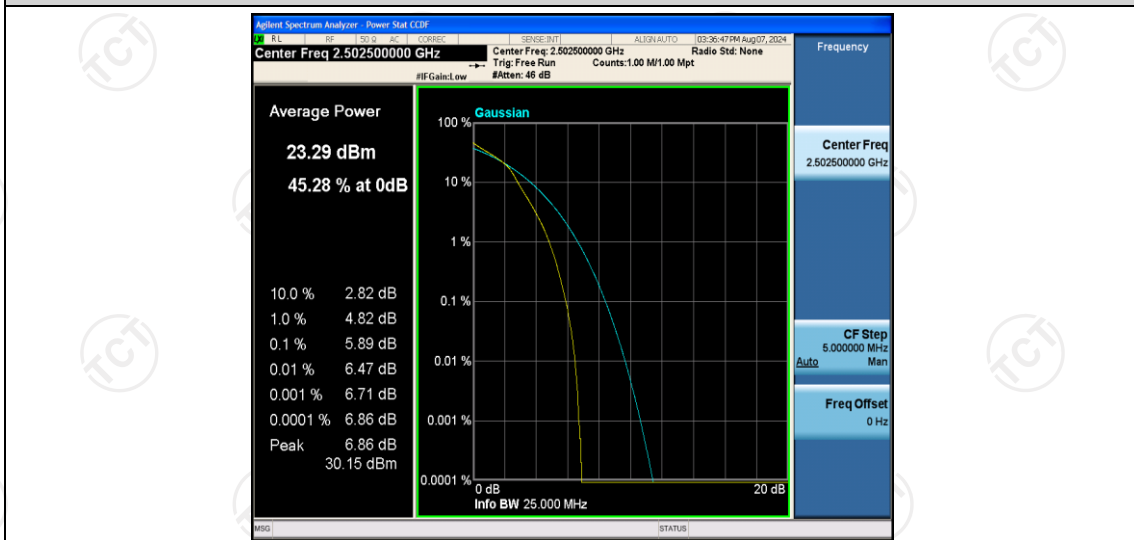 Agilent Spectrum Analyzer - Power Stat CCDF
RL RF 50 Ω AC CORREC SENSE:INT ALIGN AUTO 03:36:47 PM Aug 07, 2024
Center Freq 2.502500000 GHz
Center Freq: 2.502500000 GHz Radio Std: None
Trig: Free Run Counts:1.00 M/1.00 Mpt
#IFGain:Low #Atten: 46 dB
Frequency
Average Power
23.29 dBm
45.28 % at 0dB
10.0 % 2.82 dB
1.0 % 4.82 dB
0.1 % 5.89 dB
0.01 % 6.47 dB
0.001 % 6.71 dB
0.0001 % 6.86 dB
Peak 6.86 dB
30.15 dBm
Gaussian
100 %
10 %
1 %
0.1 %
0.01 %
0.001 %
0.0001 %
0 dB 20 dB
Info BW 25.000 MHz
Center Freq
2.502500000 GHz
CF Step
5.000000 MHz
Auto Man
Freq Offset
0 Hz
MSG STATUS
TCT
TCT
TCT
TCT